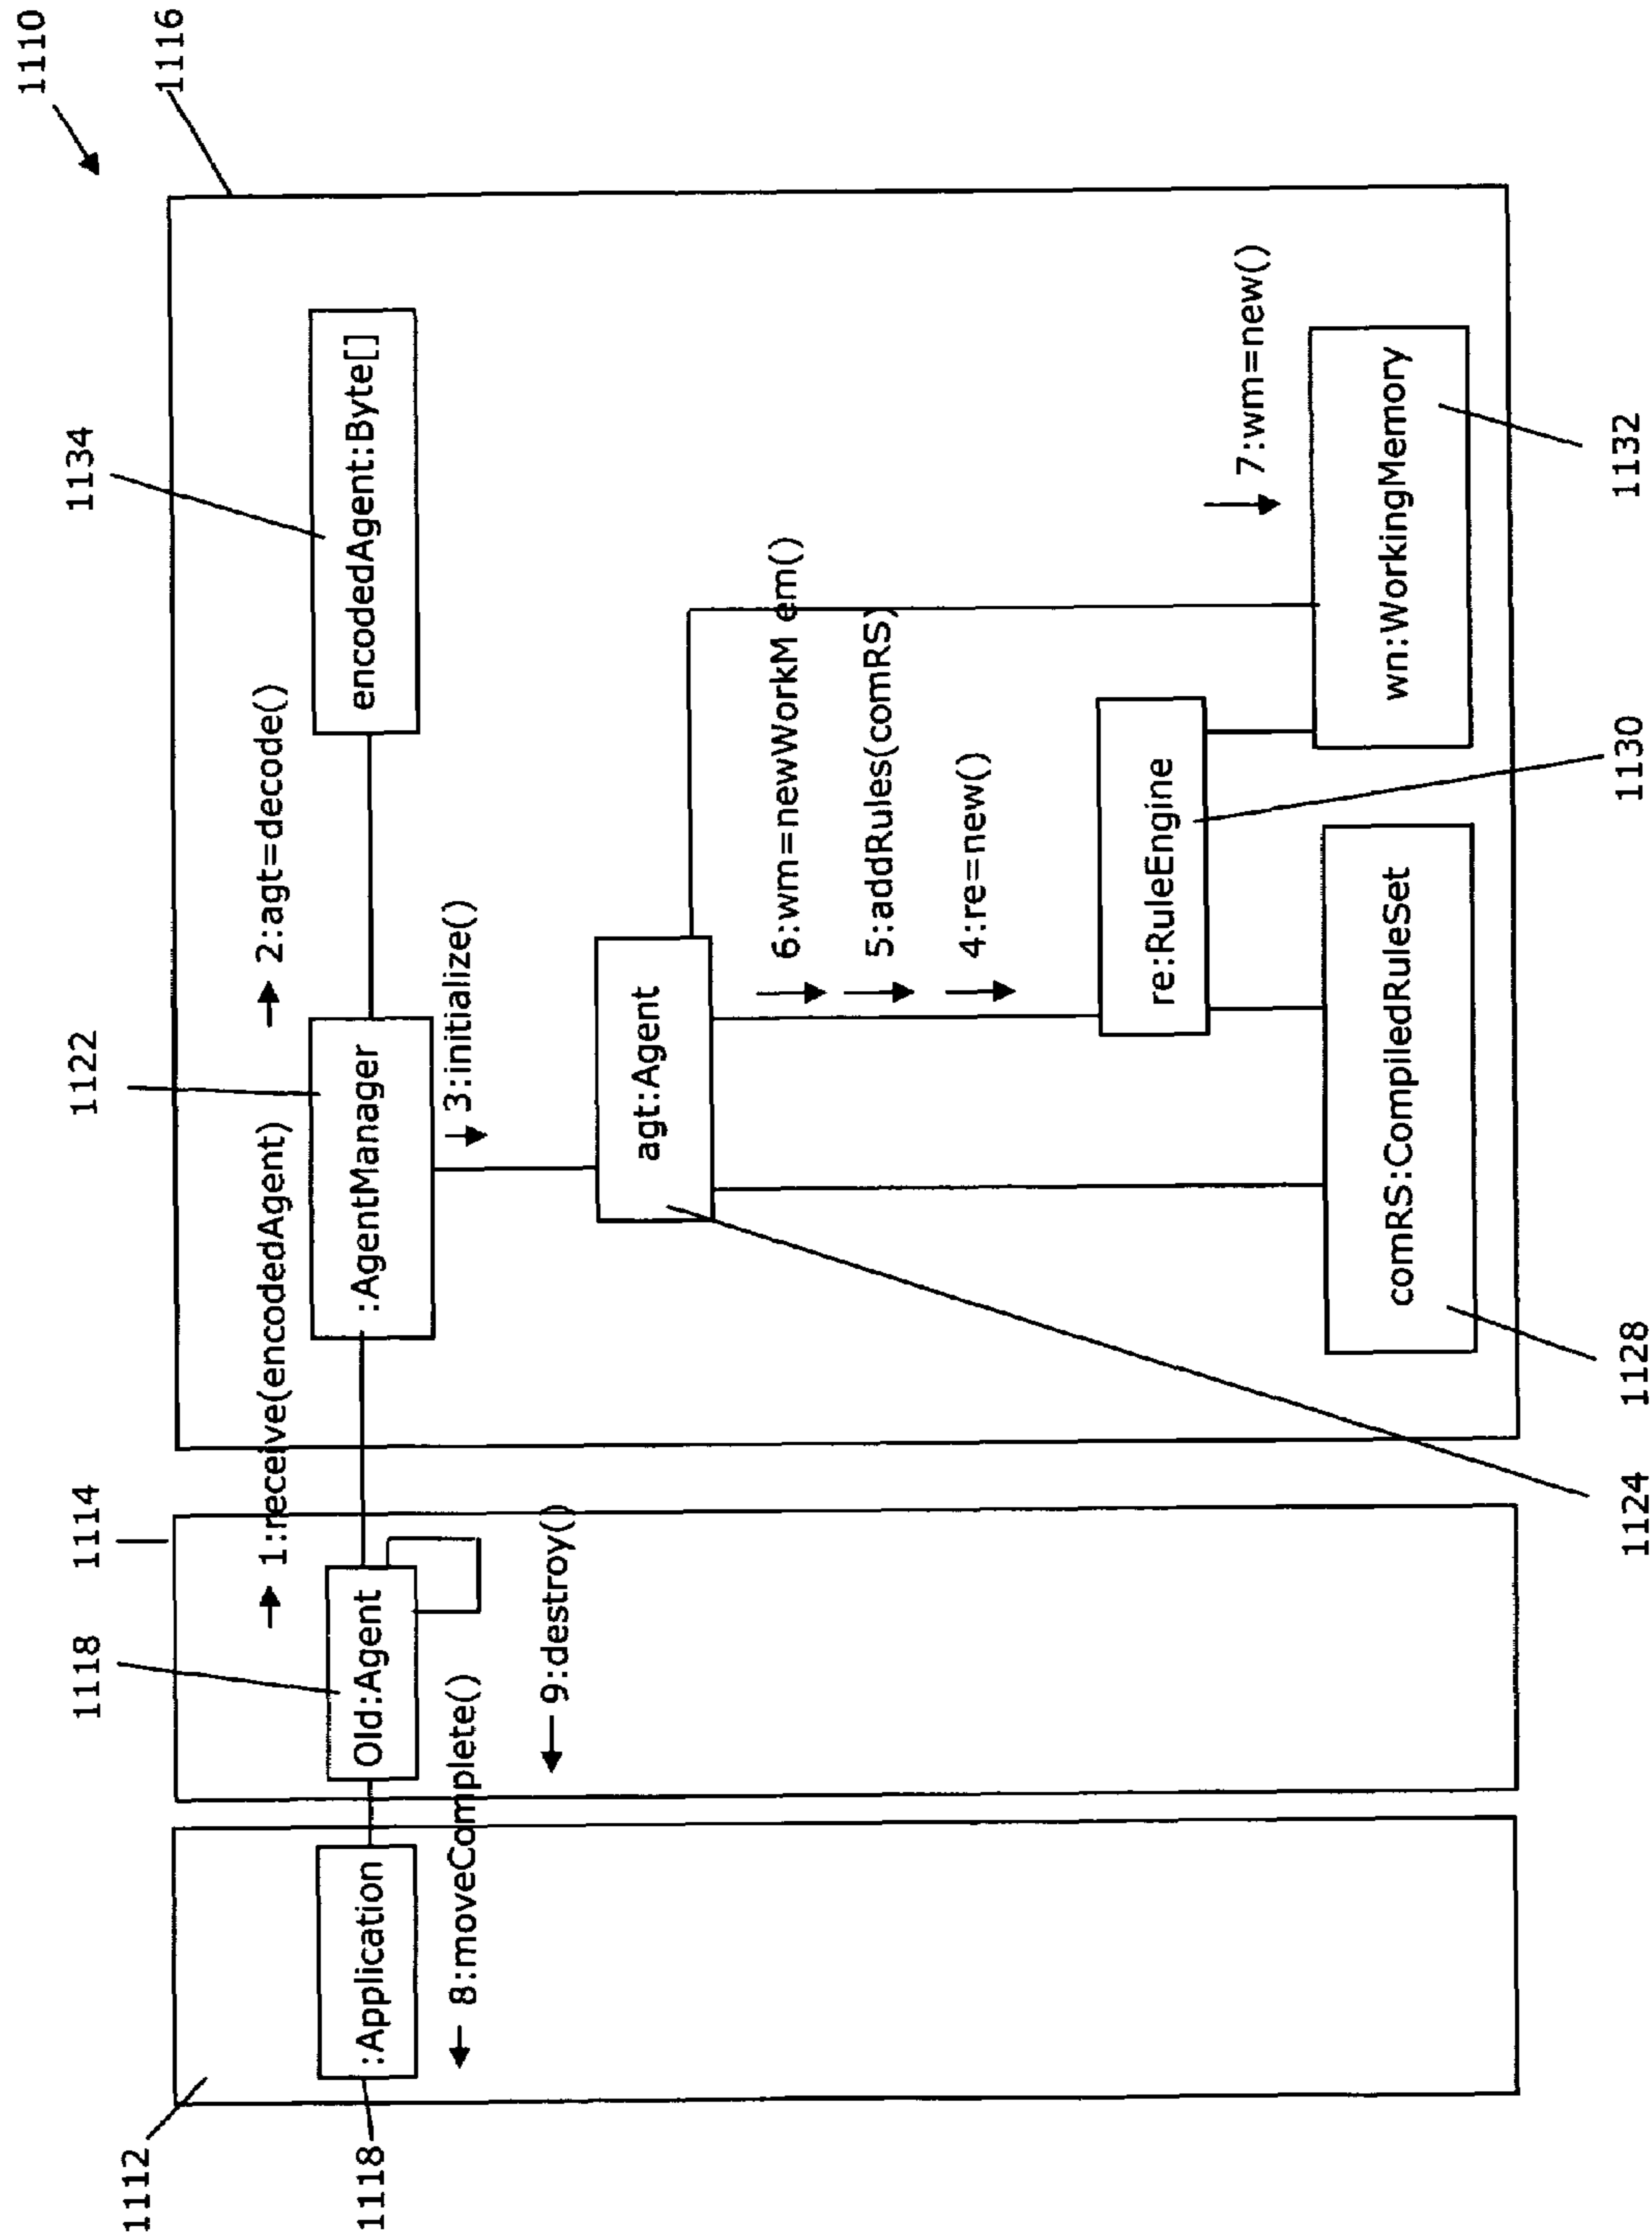 1110
1116
1134
1122
1114
1118
1112
1118
➔ 1:receive(encodedAgent)
➔ 2:agt=decode()
:Application
Old:Agent
:AgentManager
encodedAgent:Byte[]
8:moveComplete()
3:initialize()
9:destroy()
agt:Agent
6:wm=newWorkM em()
5:addRules(comRS)
4:re=new()
7:wm=new()
re:RuleEngine
comRS:CompiledRuleSet
wn:WorkingMemory
1124
1128
1130
1132